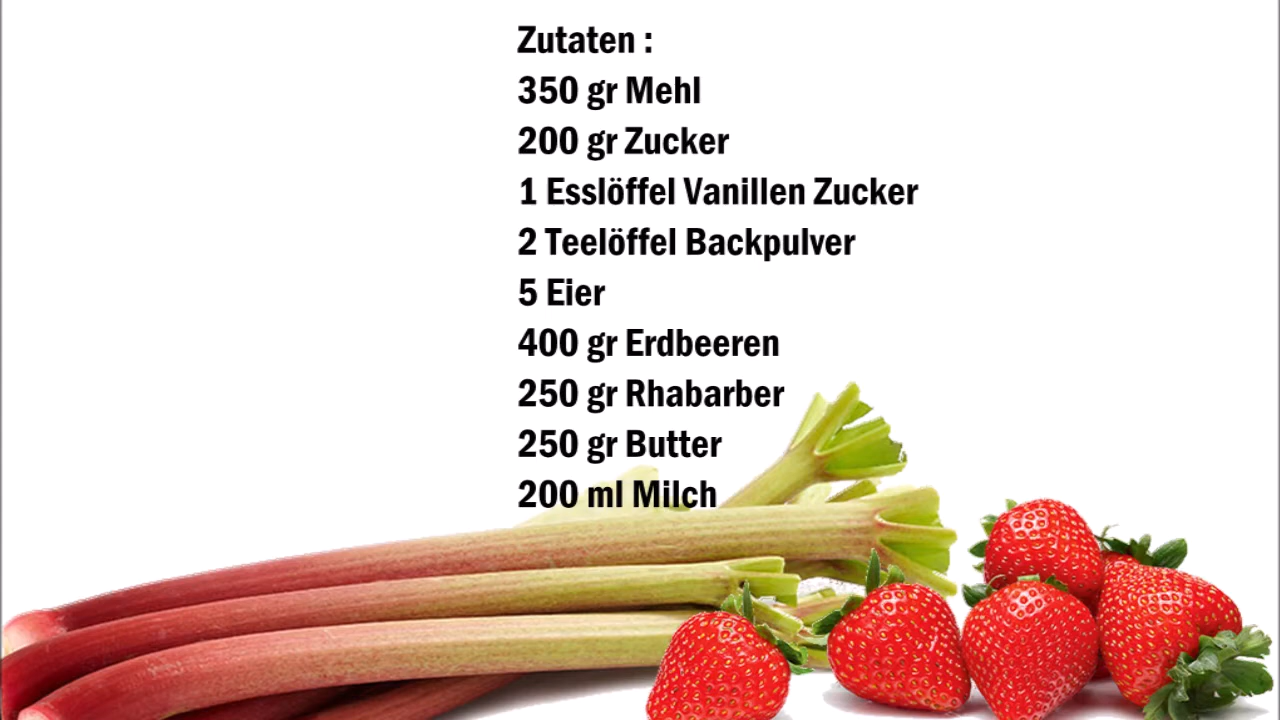 Zutaten :
350 gr Mehl
200 gr Zucker
1 Esslöffel Vanillen Zucker
2 Teelöffel Backpulver
5 Eier
400 gr Erdbeeren
250 gr Rhabarber
250 gr Butter
200 ml Milch